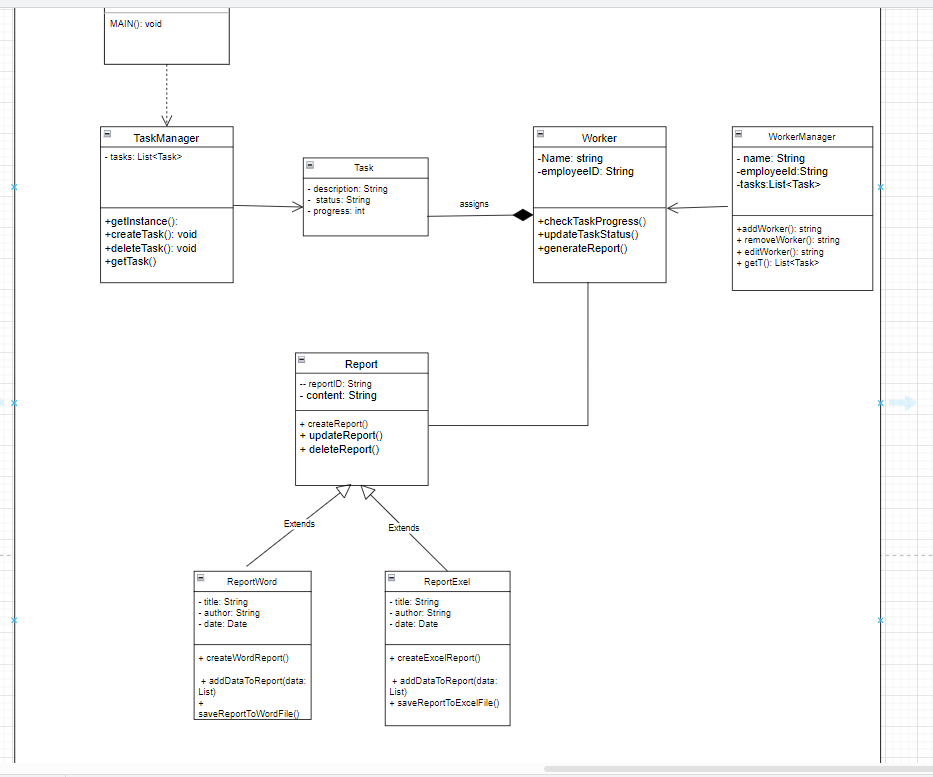 MAIN(): void
TaskManager
- tasks: List<Task>
+getInstance():
+createTask(): void
+deleteTask(): void
+getTask()
Task
- description: String
- status: String
- progress: int
assigns
Worker
-Name: string
-employeeID: String
+checkTaskProgress()
+updateTaskStatus()
+generateReport()
WorkerManager
- name: String
-employeeId:String
-tasks:List<Task>
+addWorker(): string
+ removeWorker(): string
+ editWorker(): string
+ getT(): List<Task>
Report
-- reportID: String
- content: String
+ createReport()
+ updateReport()
+ deleteReport()
Extends
Extends
ReportWord
- title: String
- author: String
- date: Date
+ createWordReport()
+ addDataToReport(data:
List)
+
saveReportToWordFile()
ReportExel
- title: String
- author: String
- date: Date
+ createExcelReport()
+ addDataToReport(data:
List)
+ saveReportToExcelFile()